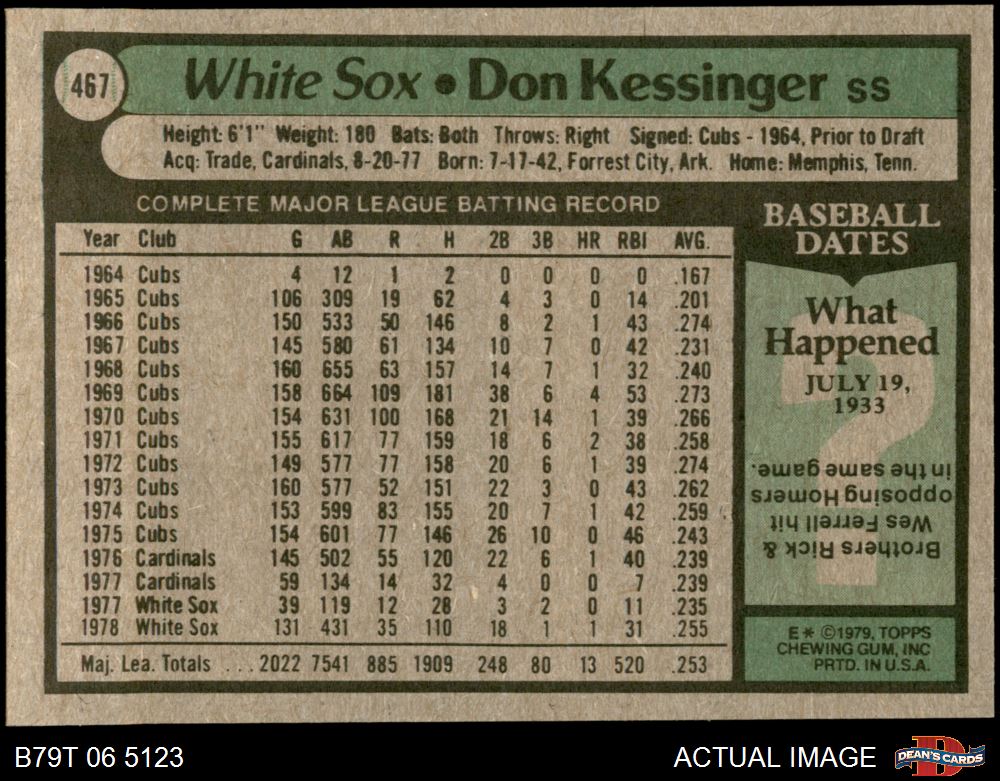 467
White Sox • Don Kessinger SS
Height: 6'1" Weight: 180 Bats: Both Throws: Right Signed: Cubs - 1964, Prior to Draft
Acq: Trade, Cardinals, 8-20-77 Born: 7-17-42, Forrest City, Ark. Home: Memphis, Tenn.
COMPLETE MAJOR LEAGUE BATTING RECORD
Year Club G AB R H 2B 3B HR RBI AVG.
1964 Cubs 4 12 1 2 0 0 0 0 .167
1965 Cubs 106 309 19 62 4 3 0 14 .201
1966 Cubs 150 533 50 146 8 2 1 43 .274
1967 Cubs 145 580 61 134 10 7 0 42 .231
1968 Cubs 160 655 63 157 14 7 1 32 .240
1969 Cubs 158 664 109 181 38 6 4 53 .273
1970 Cubs 154 631 100 168 21 14 1 39 .266
1971 Cubs 155 617 77 159 18 6 2 38 .258
1972 Cubs 149 577 77 158 20 6 1 39 .274
1973 Cubs 160 577 52 151 22 3 0 43 .262
1974 Cubs 153 599 83 155 20 7 1 42 .259
1975 Cubs 154 601 77 146 26 10 0 46 .243
1976 Cardinals 145 502 55 120 22 6 1 40 .239
1977 Cardinals 59 134 14 32 4 0 0 7 .239
1977 White Sox 39 119 12 28 3 2 0 11 .235
1978 White Sox 131 431 35 110 18 1 1 31 .255
Maj. Lea. Totals ... 2022 7541 885 1909 248 80 13 520 .253
BASEBALL
DATES
What
Happened
JULY 19,
1933
?
Brothers Rick &
Wes Ferrell hit
opposing Homers
in the same game.
E* ©1979, TOPPS
CHEWING GUM, INC
PRTD. IN U.S.A.
B79T 06 5123
ACTUAL IMAGE
D
DEAN'S CARDS